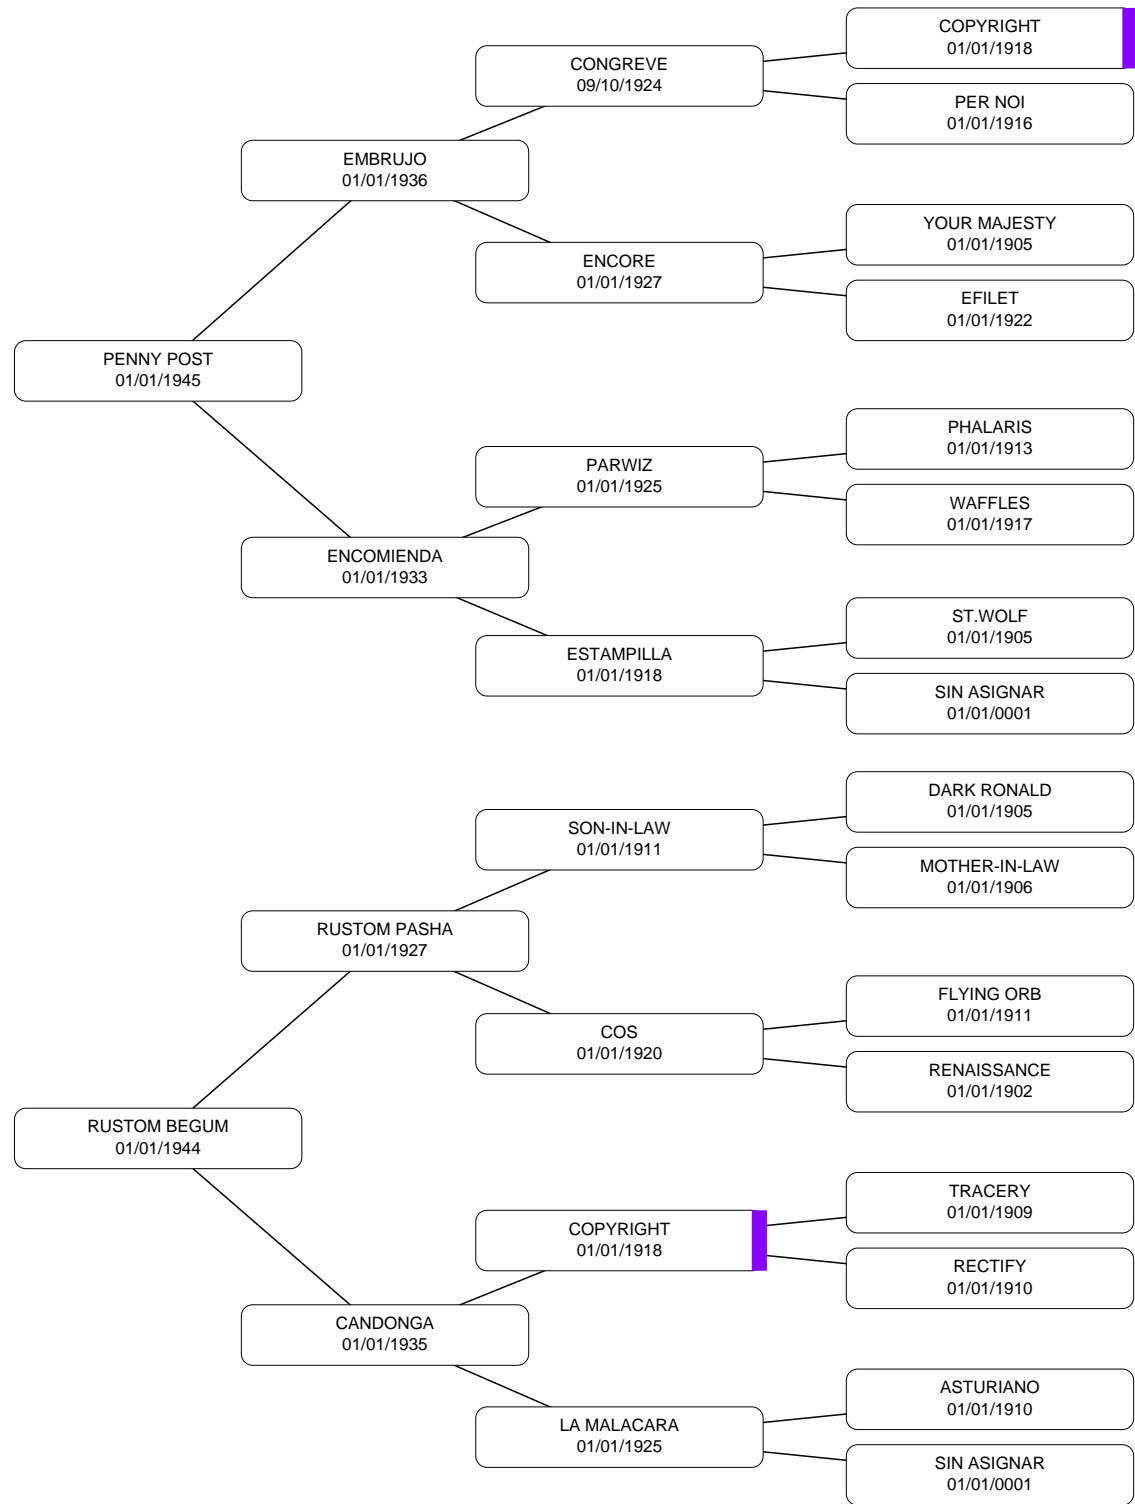 COPYRIGHT
01/01/1918
CONGREVE
09/10/1924
PER NOI
01/01/1916
EMBRUJO
01/01/1936
YOUR MAJESTY
01/01/1905
ENCORE
01/01/1927
EFILET
01/01/1922
PENNY POST
01/01/1945
PHALARIS
01/01/1913
PARWIZ
01/01/1925
WAFFLES
01/01/1917
ENCOMIENDA
01/01/1933
ST.WOLF
01/01/1905
ESTAMPILLA
01/01/1918
SIN ASIGNAR
01/01/0001
DARK RONALD
01/01/1905
SON-IN-LAW
01/01/1911
MOTHER-IN-LAW
01/01/1906
RUSTOM PASHA
01/01/1927
FLYING ORB
01/01/1911
COS
01/01/1920
RENAISSANCE
01/01/1902
RUSTOM BEGUM
01/01/1944
TRACERY
01/01/1909
COPYRIGHT
01/01/1918
RECTIFY
01/01/1910
CANDONGA
01/01/1935
ASTURIANO
01/01/1910
LA MALACARA
01/01/1925
SIN ASIGNAR
01/01/0001